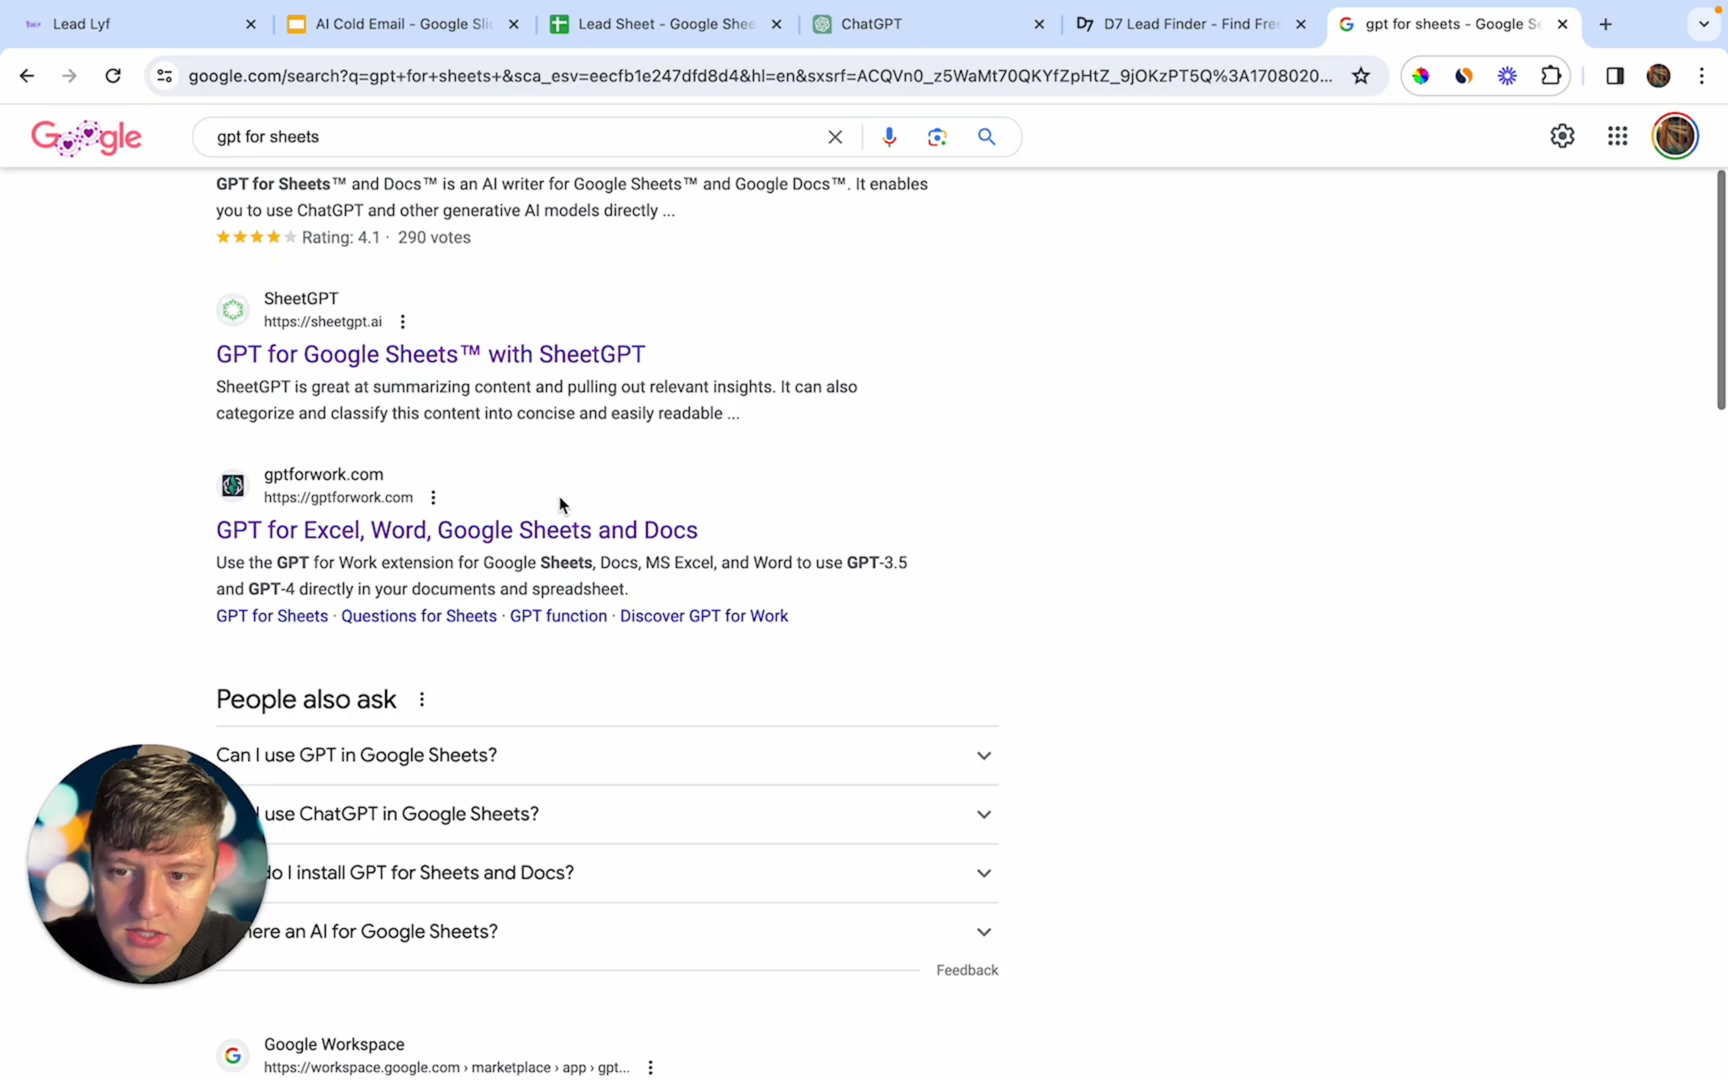 Lead Lyf
AI Cold Email - Google Slid
Lead Sheet - Google Shee
ChatGPT
D7 D7 Lead Finder - Find Free
gpt for sheets - Google Se
google.com/search?q=gpt+for+sheets+&sca_esv=eecfb1e247dfd8d4&hl=en&sxsrf=ACQVn0_z5WaMt70QKYfZpHtZ_9jOKzPT5Q%3A1708020...
Google
gpt for sheets
GPT for Sheets™ and Docs™ is an AI writer for Google Sheets™ and Google Docs™. It enables
you to use ChatGPT and other generative AI models directly ...
Rating: 4.1 · 290 votes
SheetGPT
https://sheetgpt.ai
GPT for Google Sheets™ with SheetGPT
SheetGPT is great at summarizing content and pulling out relevant insights. It can also
categorize and classify this content into concise and easily readable ...
gptforwork.com
https://gptforwork.com
GPT for Excel, Word, Google Sheets and Docs
Use the GPT for Work extension for Google Sheets, Docs, MS Excel, and Word to use GPT-3.5
and GPT-4 directly in your documents and spreadsheet.
GPT for Sheets · Questions for Sheets · GPT function · Discover GPT for Work
People also ask
Can I use GPT in Google Sheets?
I use ChatGPT in Google Sheets?
do I install GPT for Sheets and Docs?
here an AI for Google Sheets?
Feedback
Google Workspace
https://workspace.google.com › marketplace › app › gpt...